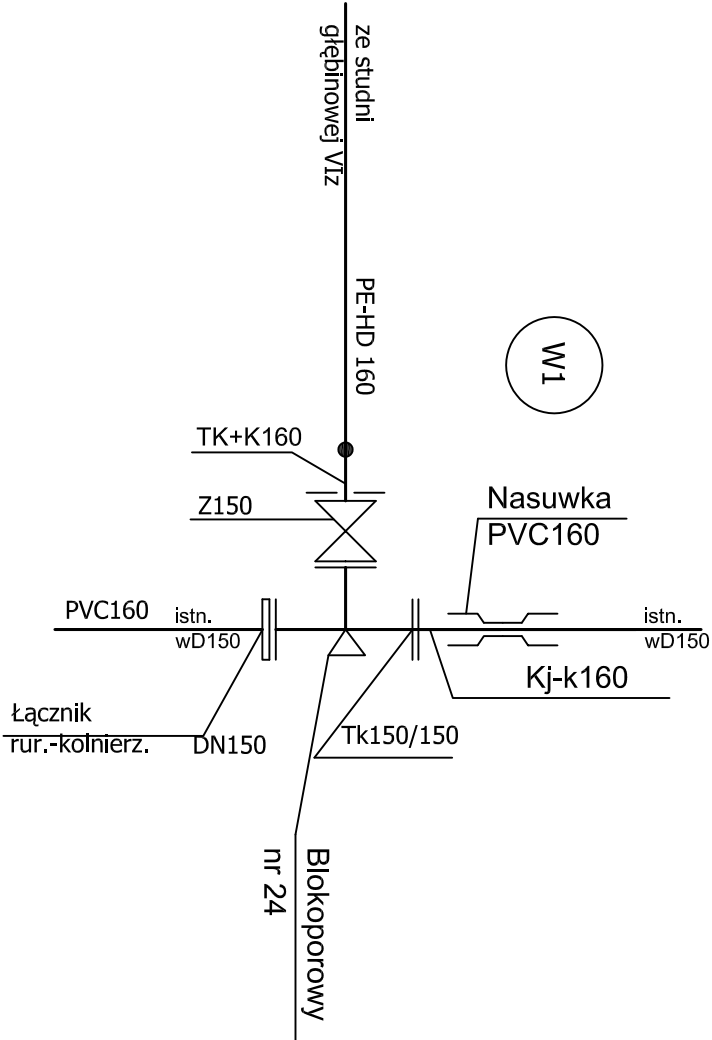 ze studni
głębinowej VIz
PE-HD 160
W1
TK+K160
Z150
Nasuwka
PVC160
PVC160
istn.
wD150
istn.
wD150
Kj-k160
Łącznik
rur.-kolnierz.
DN150
Tk150/150
Blokoporowy
nr 24